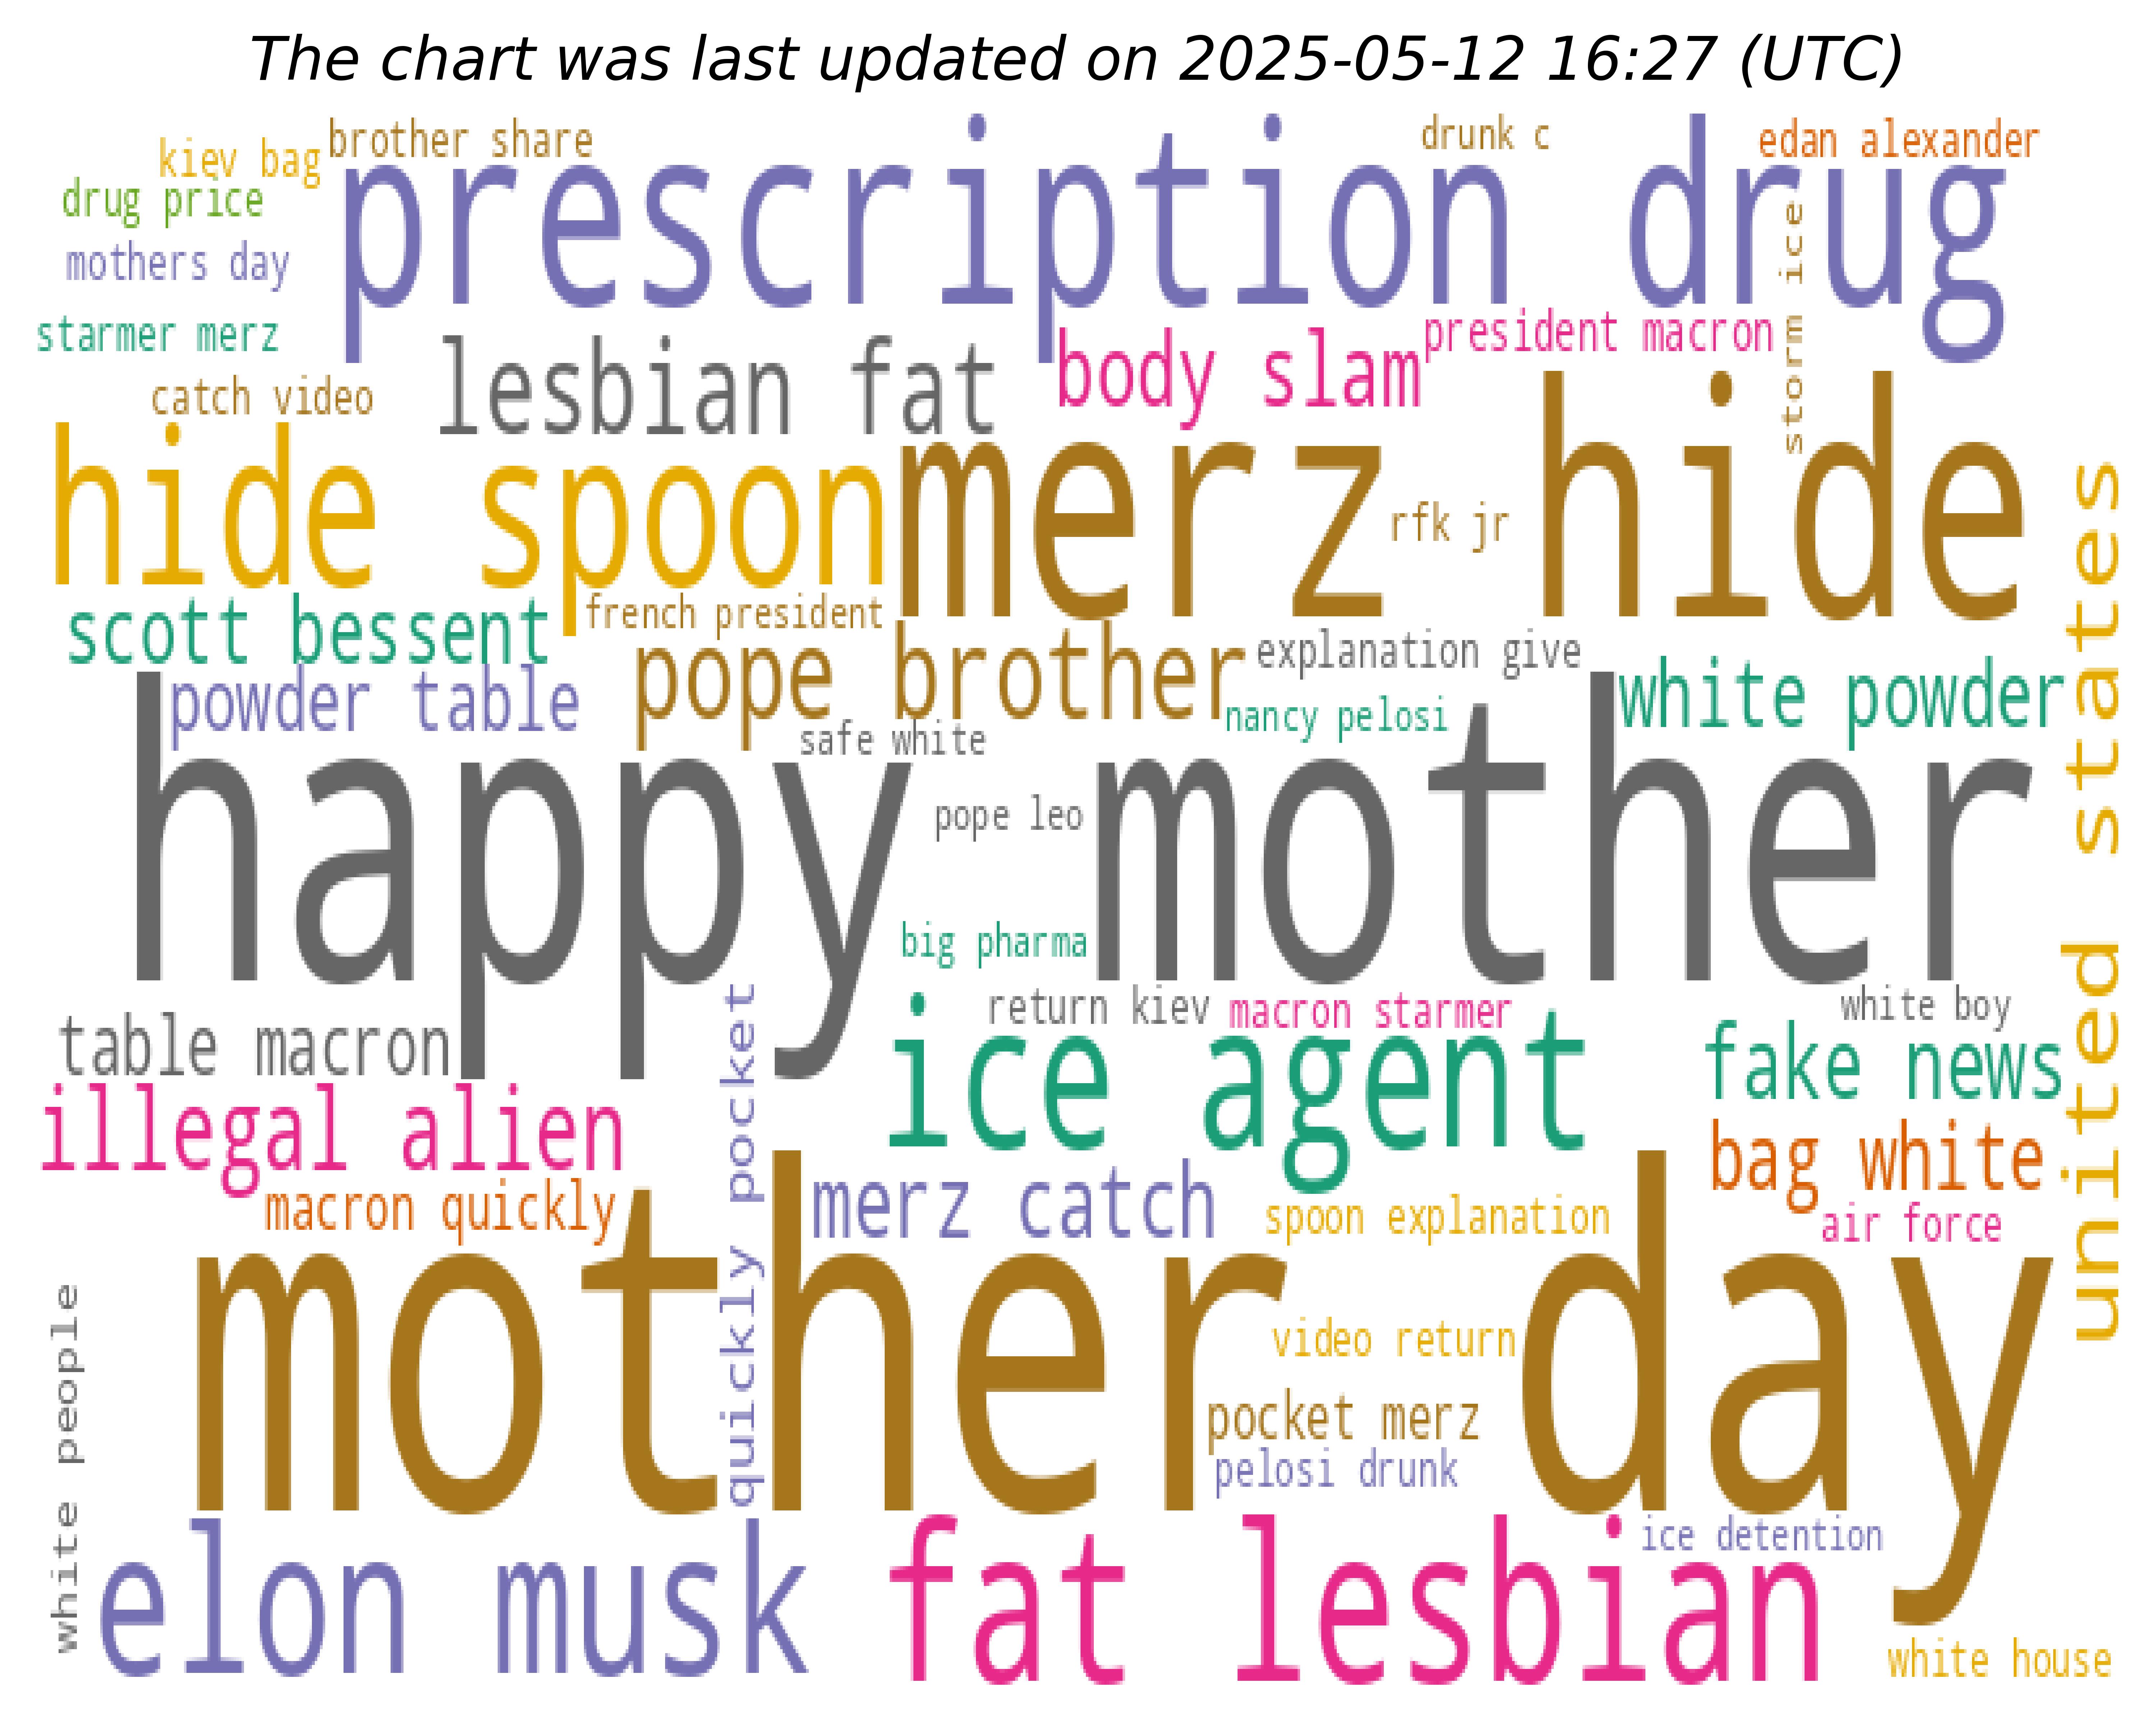 The chart was last updated on 2025-05-12 16:27 (UTC)
kiev bag
brother share
drunk c
edan alexander
prescription drug
drug price
mothers day
storm ice
starmer merz
lesbian fat
body slam
president macron
catch video
hide spoon
merz hide
rfk jr
united states
scott bessent
french president
pope brother
explanation give
powder table
white powder
nancy pelosi
safe white
happy mother
pope leo
big pharma
return kiev
macron starmer
white boy
table macron
quickly pocket
ice agent
fake news
illegal alien
bag white
macron quickly
merz catch
spoon explanation
air force
mother day
white people
video return
pocket merz
pelosi drunk
elon musk
fat lesbian
ice detention
white house